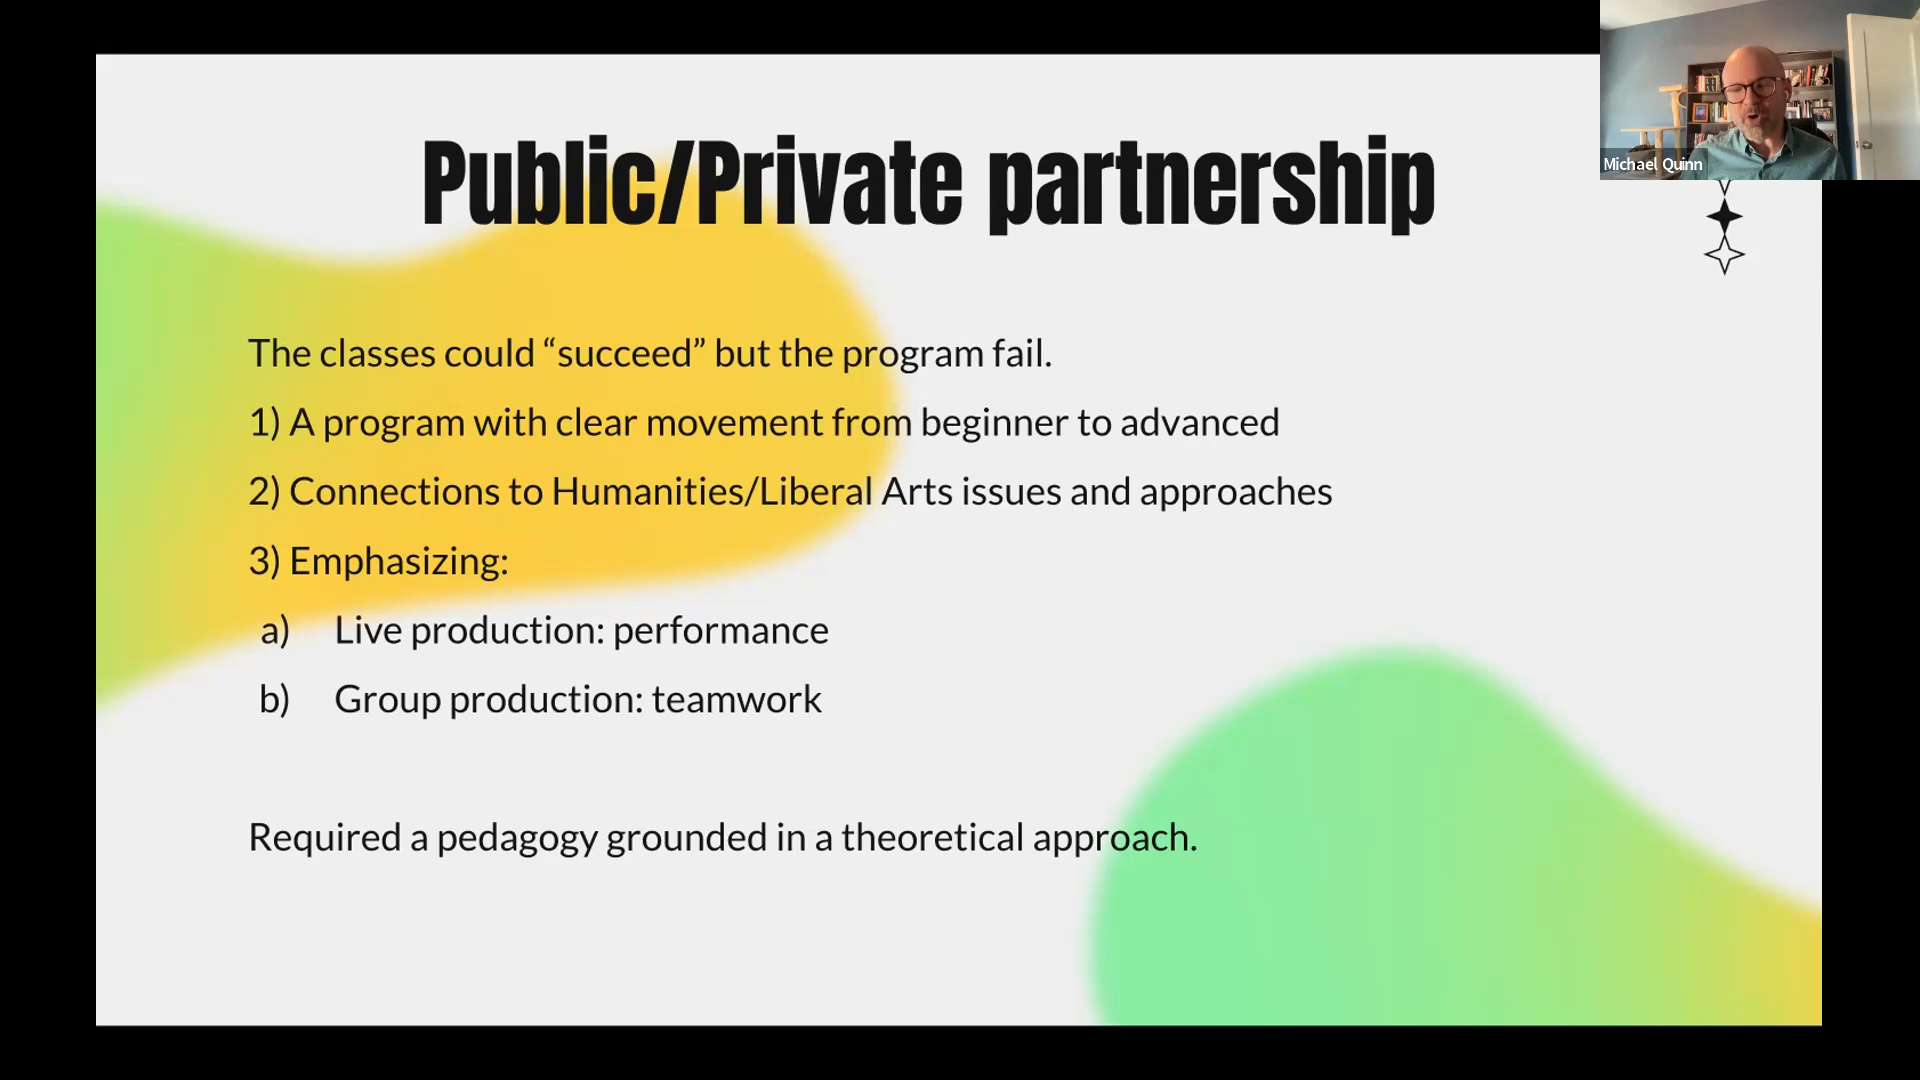 Public/Private partnership
Michael Quinn
The classes could “succeed” but the program fail.
1) A program with clear movement from beginner to advanced
2) Connections to Humanities/Liberal Arts issues and approaches
3) Emphasizing:
a) Live production: performance
b) Group production: teamwork
Required a pedagogy grounded in a theoretical approach.